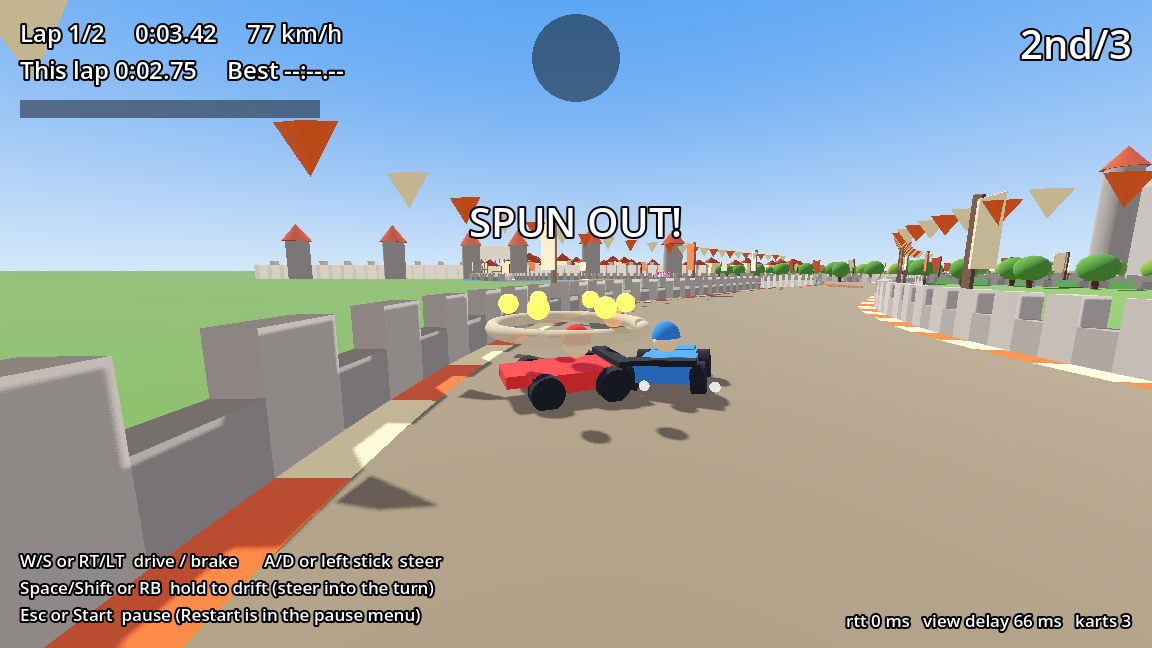 Lap 1/2 0:03.42 77 km/h
2nd/3
This lap 0:02.75 Best --:--.--
SPUN OUT!
W/S or RT/LT drive / brake A/D or left stick steer
Space/Shift or RB hold to drift (steer into the turn)
Esc or Start pause (Restart is in the pause menu)
rtt 0 ms view delay 66 ms karts 3